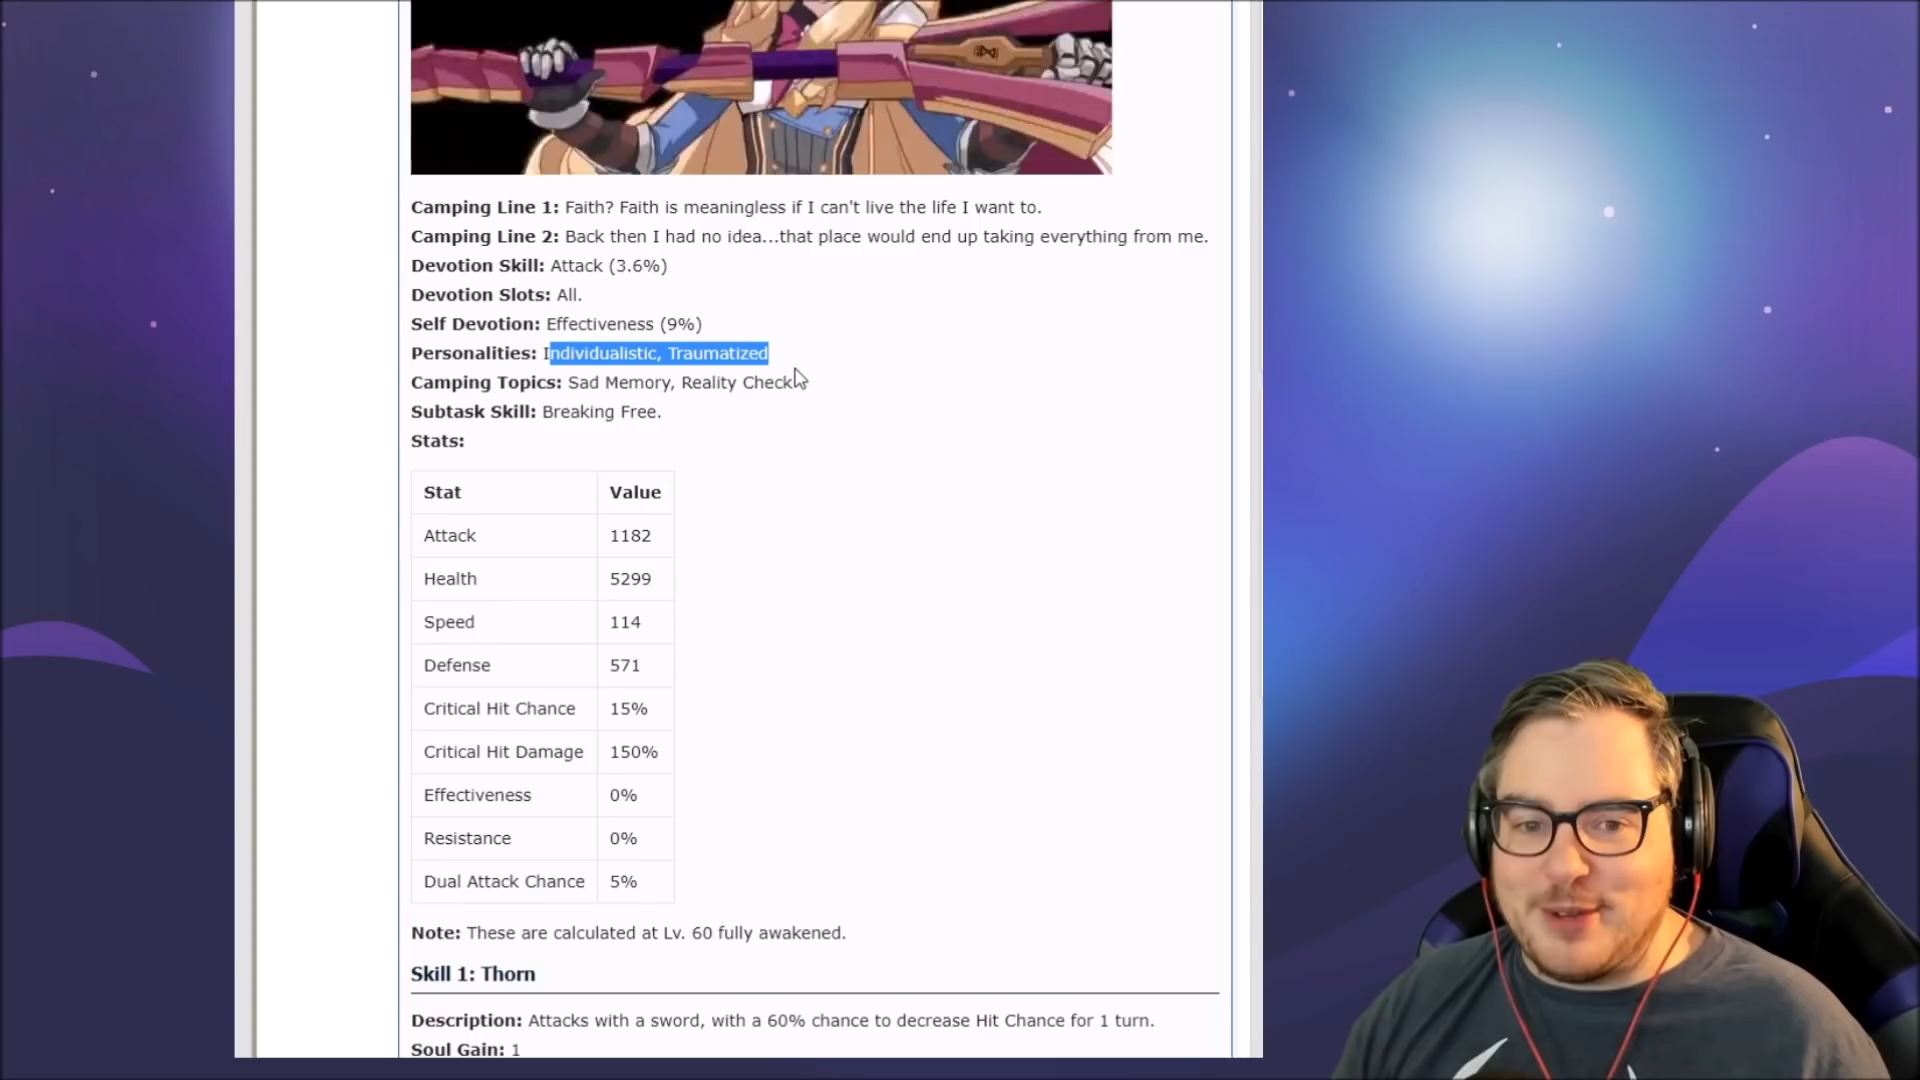 Camping Line 1: Faith? Faith is meaningless if I can't live the life I want to.
Camping Line 2: Back then I had no idea...that place would end up taking everything from me.
Devotion Skill: Attack (3.6%)
Devotion Slots: All.
Self Devotion: Effectiveness (9%)
Personalities: Individualistic, Traumatized
Camping Topics: Sad Memory, Reality Check
Subtask Skill: Breaking Free.
Stats:
Stat Value
Attack 1182
Health 5299
Speed 114
Defense 571
Critical Hit Chance 15%
Critical Hit Damage 150%
Effectiveness 0%
Resistance 0%
Dual Attack Chance 5%
Note: These are calculated at Lv. 60 fully awakened.
Skill 1: Thorn
Description: Attacks with a sword, with a 60% chance to decrease Hit Chance for 1 turn.
Soul Gain: 1